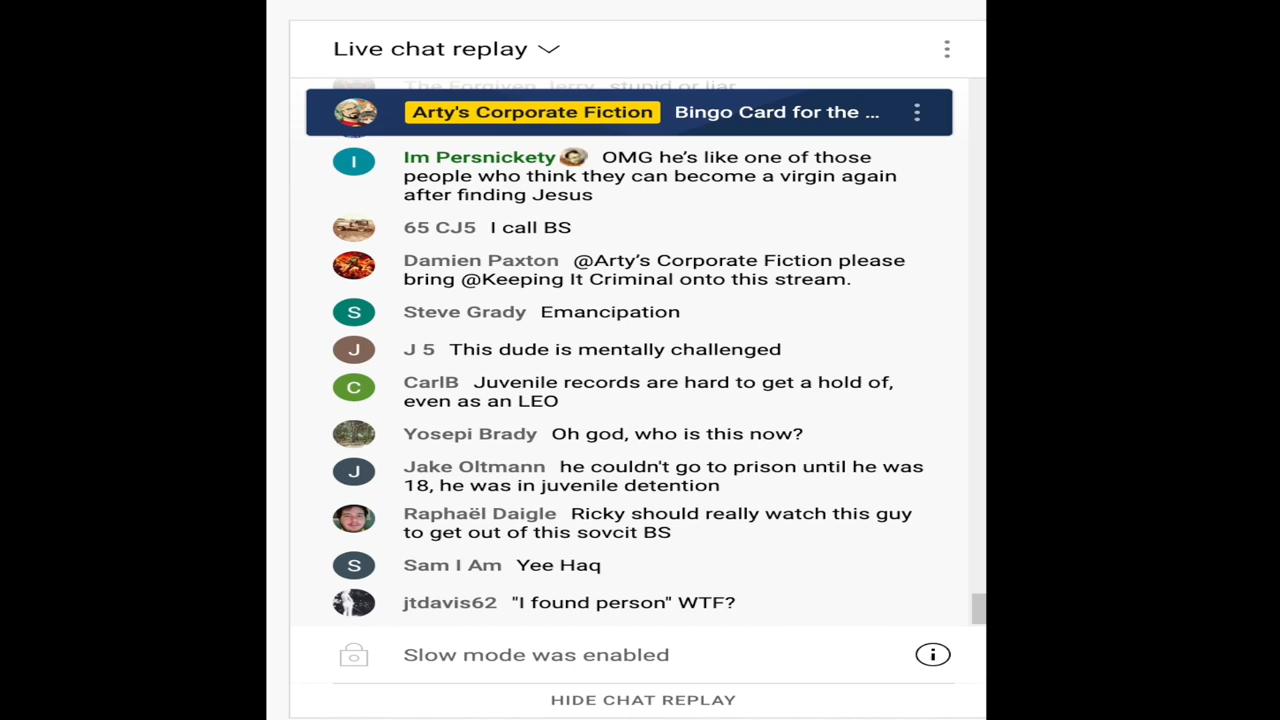 Live chat replay
The Forgiven Jerry stupid or liar
Arty's Corporate Fiction Bingo Card for the ...
I Im Persnickety OMG he's like one of those
people who think they can become a virgin again
after finding Jesus
65 CJ5 I call BS
Damien Paxton @Arty's Corporate Fiction please
bring @Keeping It Criminal onto this stream.
S Steve Grady Emancipation
J J 5 This dude is mentally challenged
C CarlB Juvenile records are hard to get a hold of,
even as an LEO
Yosepi Brady Oh god, who is this now?
J Jake Oltmann he couldn't go to prison until he was
18, he was in juvenile detention
Raphaël Daigle Ricky should really watch this guy
to get out of this sovcit BS
S Sam I Am Yee Haq
jtdavis62 "I found person" WTF?
Slow mode was enabled
HIDE CHAT REPLAY